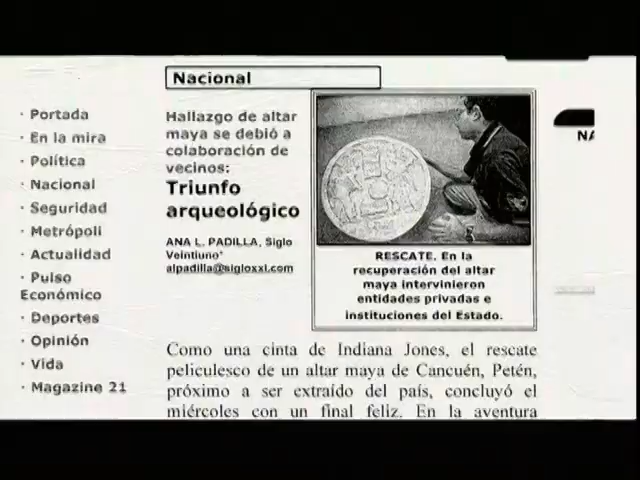 Nacional
· Portada
· En la mira
· Política
· Nacional
· Seguridad
· Metrópoli
· Actualidad
· Pulso
Económico
· Deportes
· Opinión
· Vida
· Magazine 21
Hallazgo de altar
maya se debió a
colaboración de
vecinos:
Triunfo
arqueológico
ANA L. PADILLA, Siglo
Veintiuno*
alpadilla@sigloxxi.com
RESCATE. En la
recuperación del altar
maya intervinieron
entidades privadas e
instituciones del Estado.
Como una cinta de Indiana Jones, el rescate
peliculesco de un altar maya de Cancuén, Petén,
próximo a ser extraído del país, concluyó el
miércoles con un final feliz. En la aventura
NA